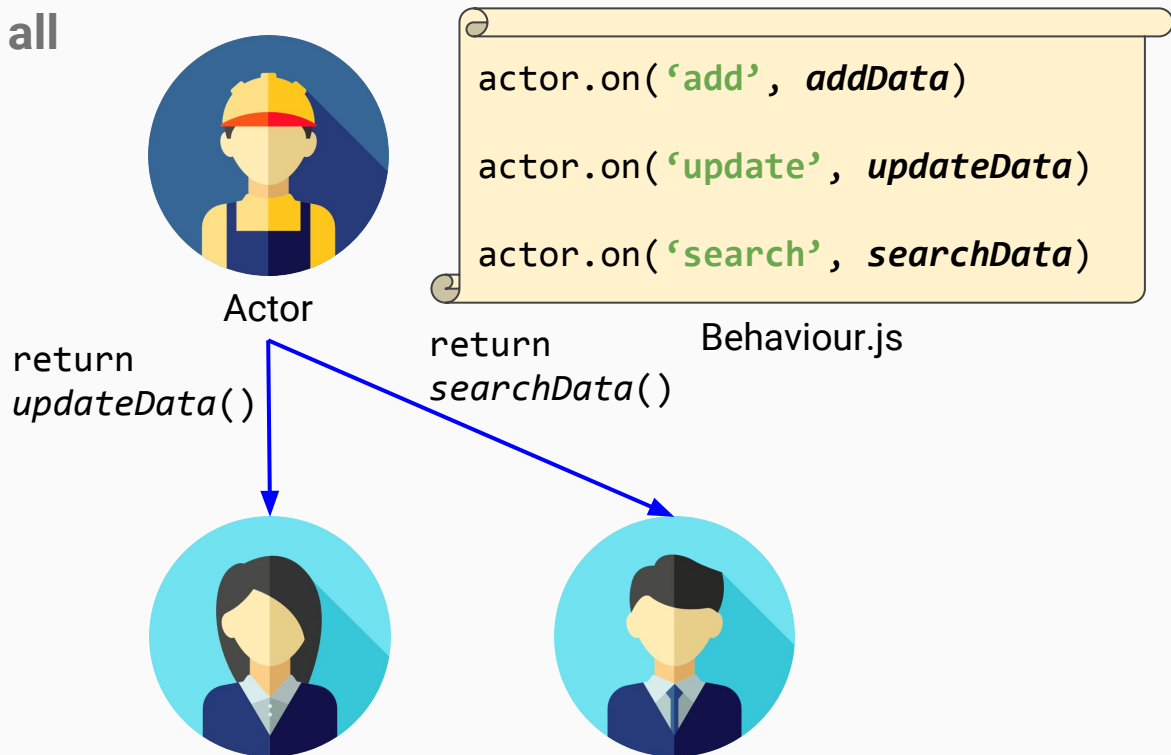 all
actor.on(‘add’, addData)
actor.on(‘update’, updateData)
actor.on(‘search’, searchData)
Actor
Behaviour.js
return
updateData()
return
searchData()